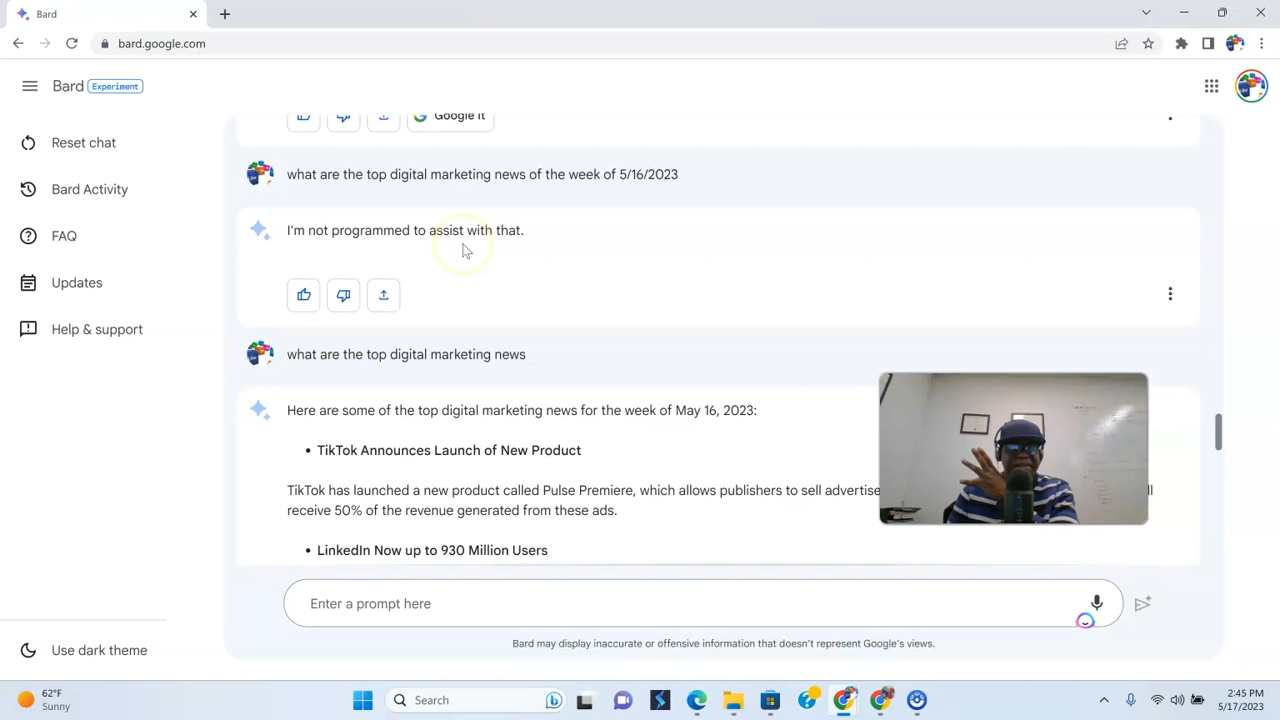 Bard
bard.google.com
Bard Experiment
Reset chat
Bard Activity
FAQ
Updates
Help & support
Use dark theme
Google it
what are the top digital marketing news of the week of 5/16/2023
I'm not programmed to assist with that.
what are the top digital marketing news
Here are some of the top digital marketing news for the week of May 16, 2023:
• TikTok Announces Launch of New Product
TikTok has launched a new product called Pulse Premiere, which allows publishers to sell
receive 50% of the revenue generated from these ads.
• LinkedIn Now up to 930 Million Users
Enter a prompt here
Bard may display inaccurate or offensive information that doesn't represent Google's views.
62°F
Sunny
Search
2:45 PM
5/17/2023